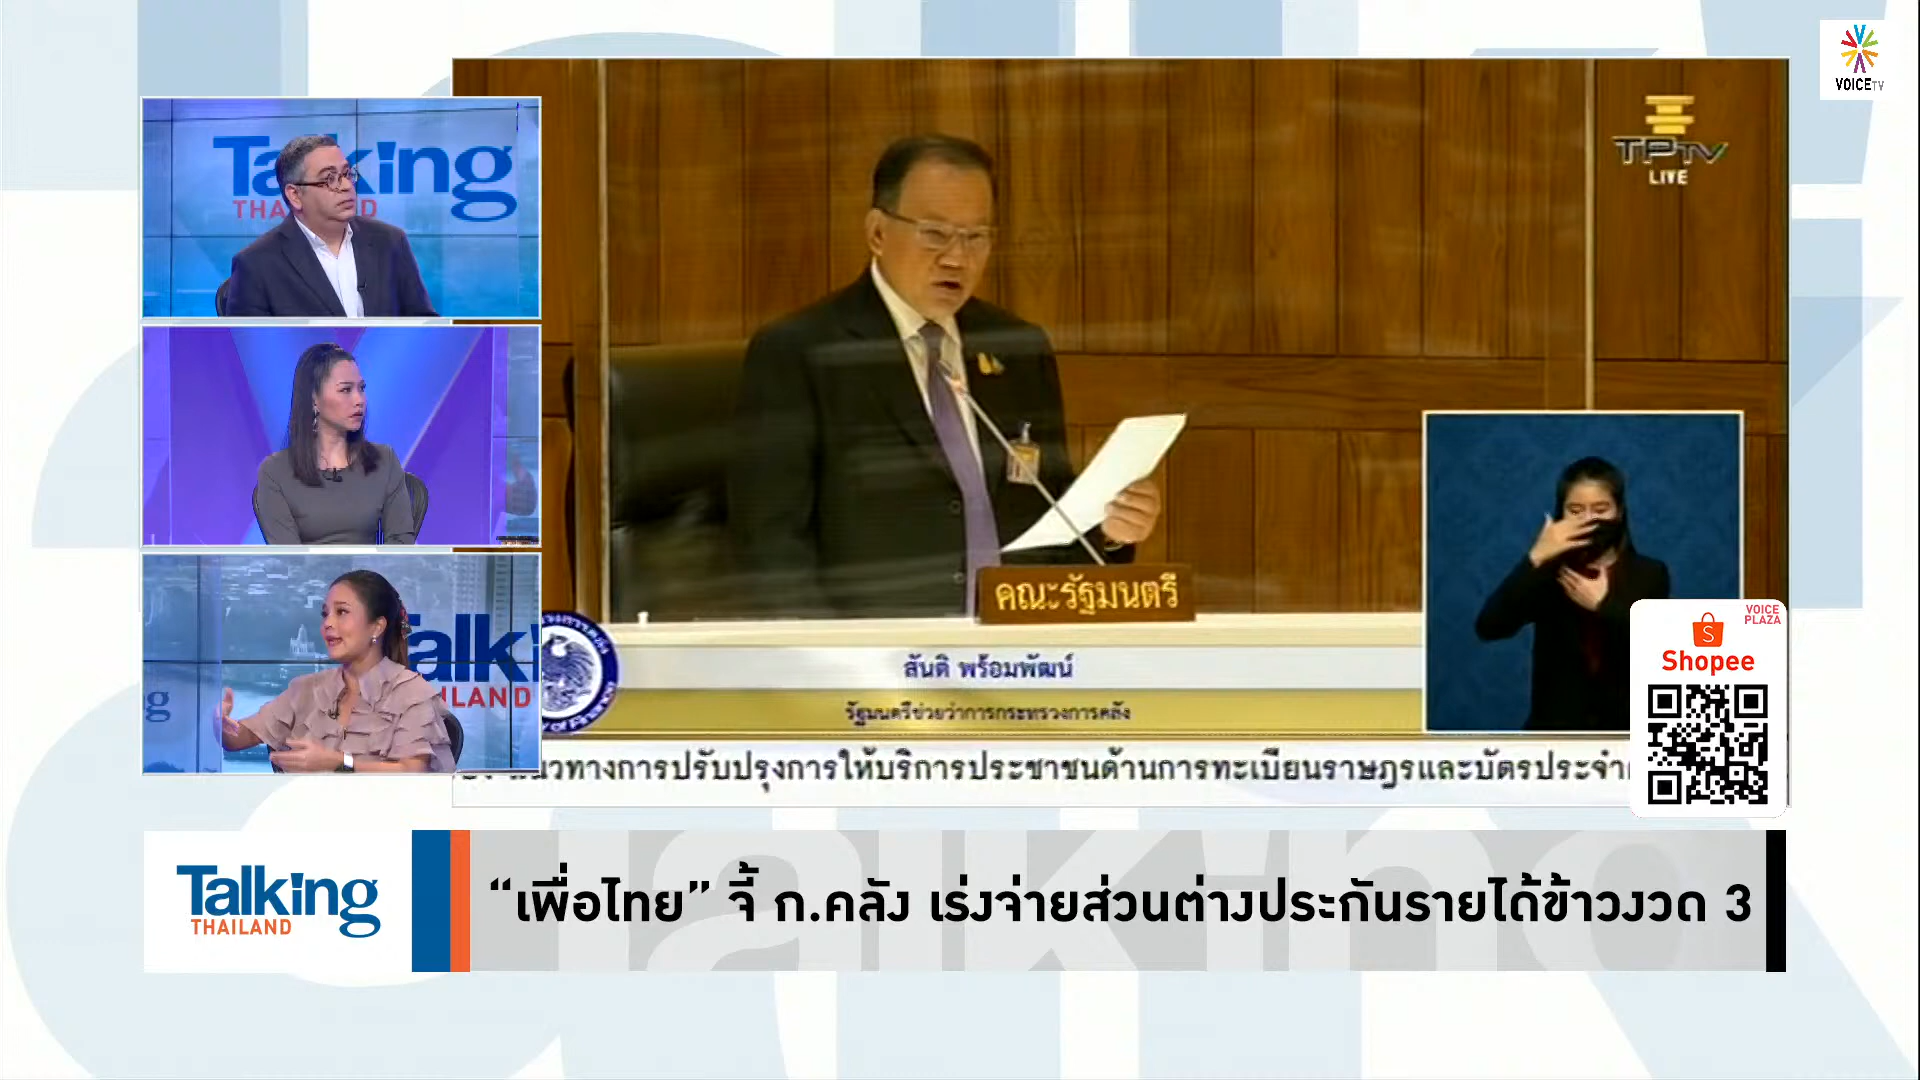 VOICE TV
Talking
THAILAND
TPTV
LIVE
คณะรัฐมนตรี
สันติ พร้อมพัฒน์
รัฐมนตรีช่วยว่าการกระทรวงการคลัง
แนวทางการปรับปรุงการให้บริการประชาชนด้านการทะเบียนราษฎรและบัตรประจำ
VOICE
PLAZA
Shopee
Talking
THAILAND
“เพื่อไทย” จี้ ก.คลัง เร่งจ่ายส่วนต่างประกันรายได้ข้าวงวด 3